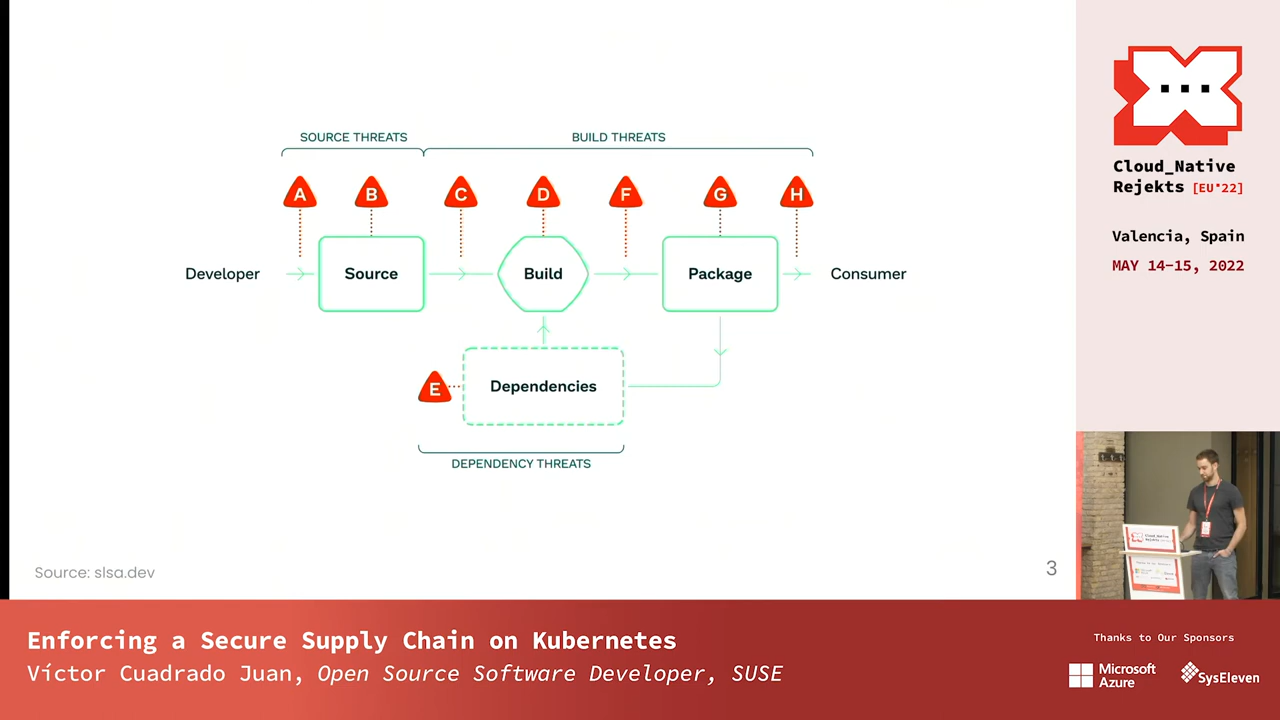 SOURCE THREATS
BUILD THREATS
A
B
C
D
F
G
H
Developer
Source
Build
Package
Consumer
E
Dependencies
DEPENDENCY THREATS
Source: slsa.dev
3
Cloud_Native
Rejekts [EU*22]
Valencia, Spain
MAY 14-15, 2022
Cloud_Native
Rejekts
Enforcing a Secure Supply Chain on Kubernetes
Víctor Cuadrado Juan, Open Source Software Developer, SUSE
Thanks to Our Sponsors
Microsoft
Azure
SysEleven